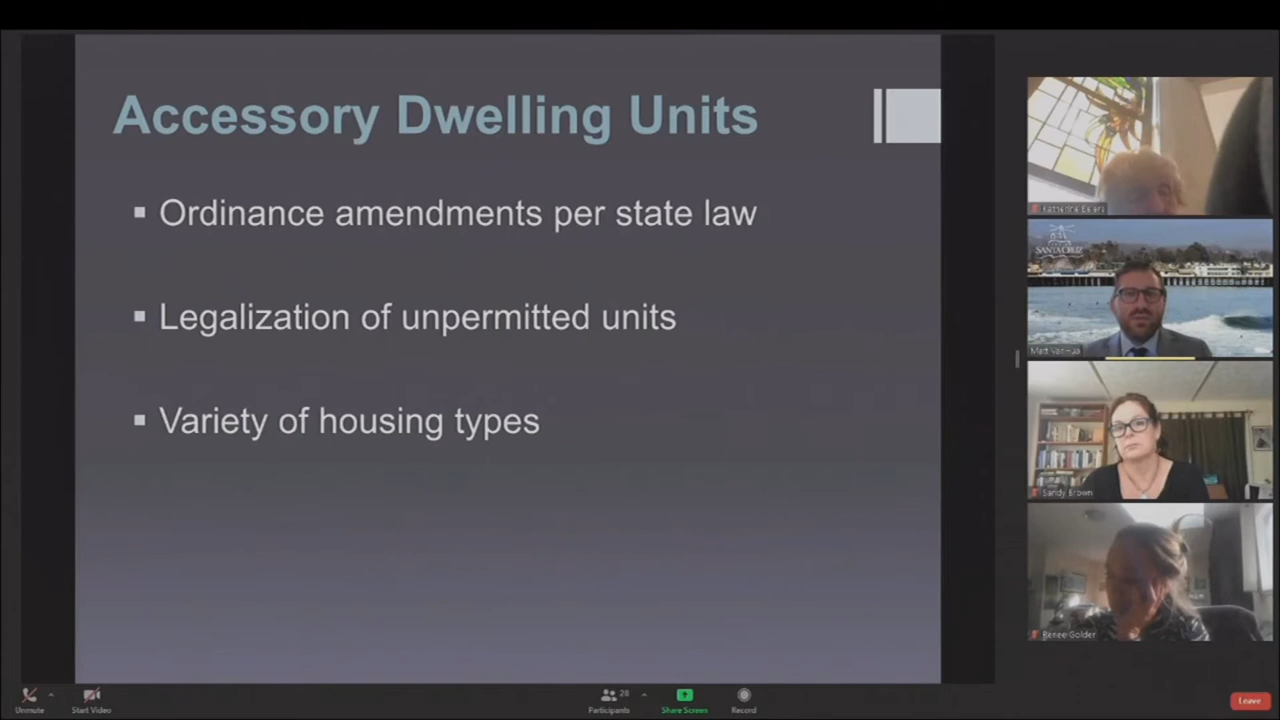 Accessory Dwelling Units
▪ Ordinance amendments per state law
▪ Legalization of unpermitted units
▪ Variety of housing types
SANTA CRUZ
Sandy Brown
Renee Golder
Unmute
Start Video
Participants
28
Share Screen
Record
Leave